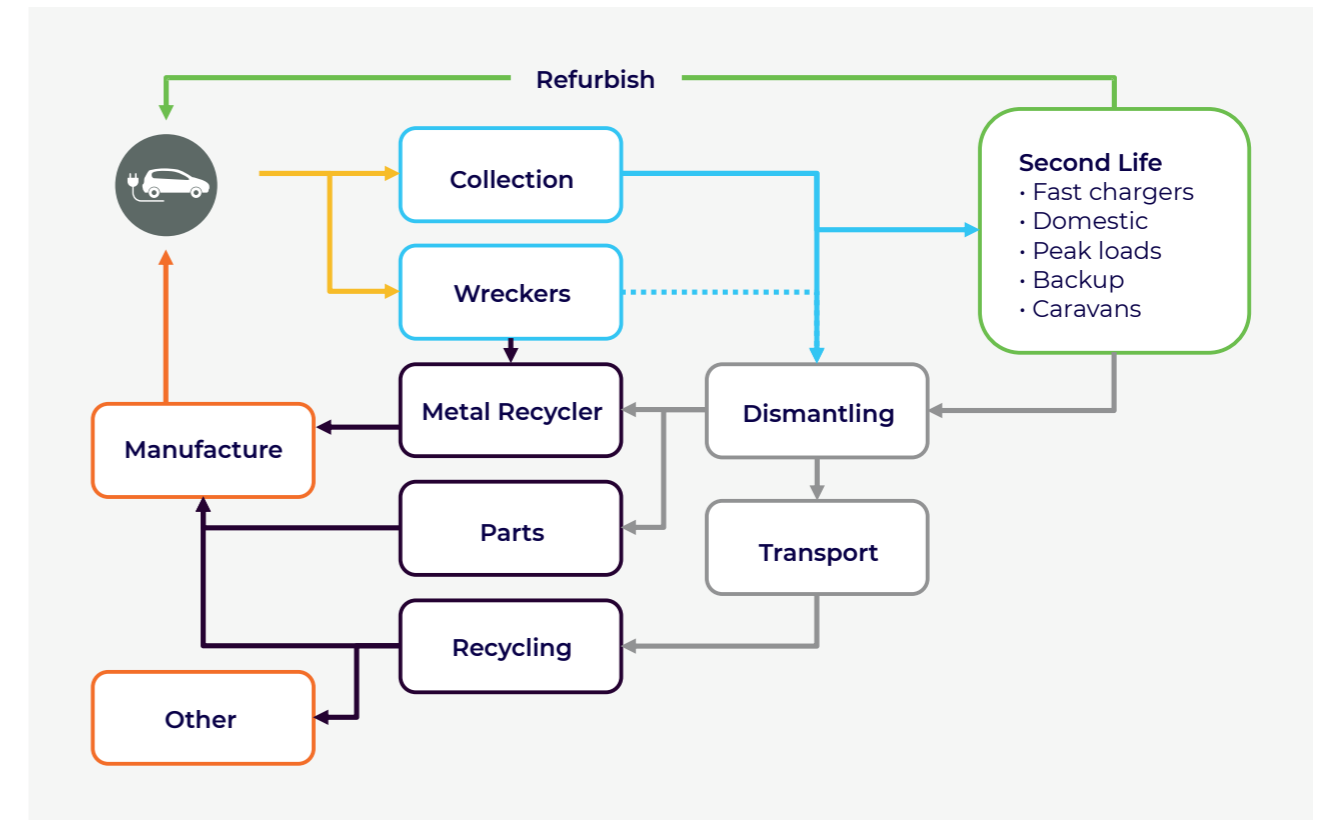 Refurbish
Collection
Second Life
· Fast chargers
· Domestic
· Peak loads
· Backup
· Caravans
Wreckers
Metal Recycler
Dismantling
Manufacture
Parts
Transport
Recycling
Other